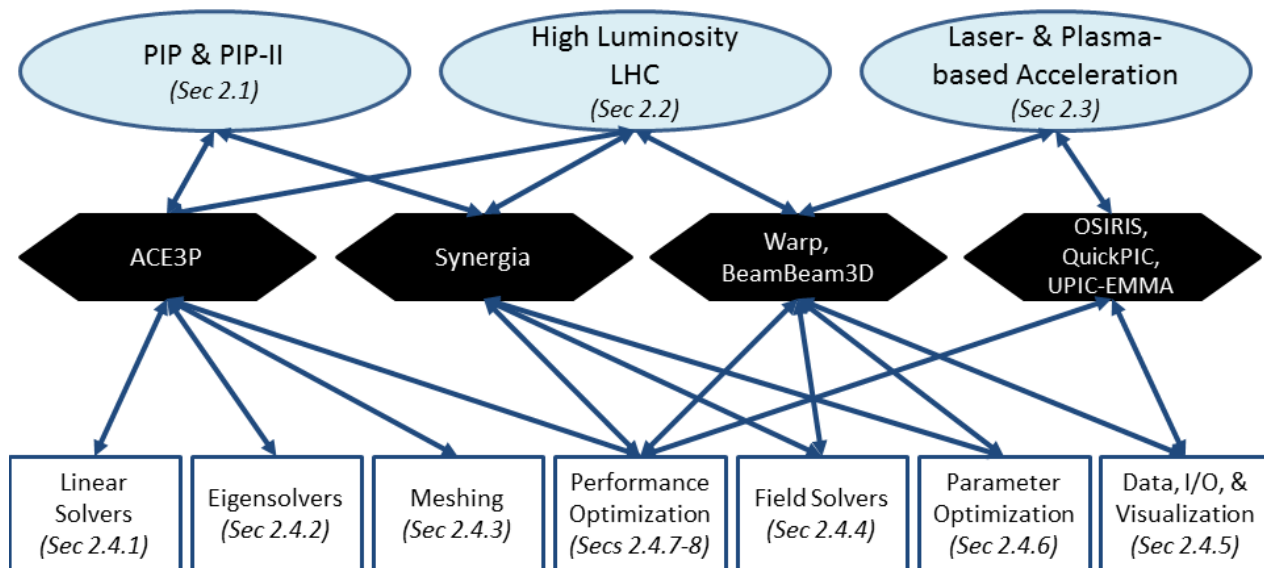 PIP & PIP-II
(Sec 2.1)
High Luminosity
LHC
(Sec 2.2)
Laser- & Plasma-
based Acceleration
(Sec 2.3)
ACE3P
Synergia
Warp,
BeamBeam3D
OSIRIS,
QuickPIC,
UPIC-EMMA
Linear
Solvers
(Sec 2.4.1)
Eigensolvers
(Sec 2.4.2)
Meshing
(Sec 2.4.3)
Performance
Optimization
(Secs 2.4.7-8)
Field Solvers
(Sec 2.4.4)
Parameter
Optimization
(Sec 2.4.6)
Data, I/O, &
Visualization
(Sec 2.4.5)